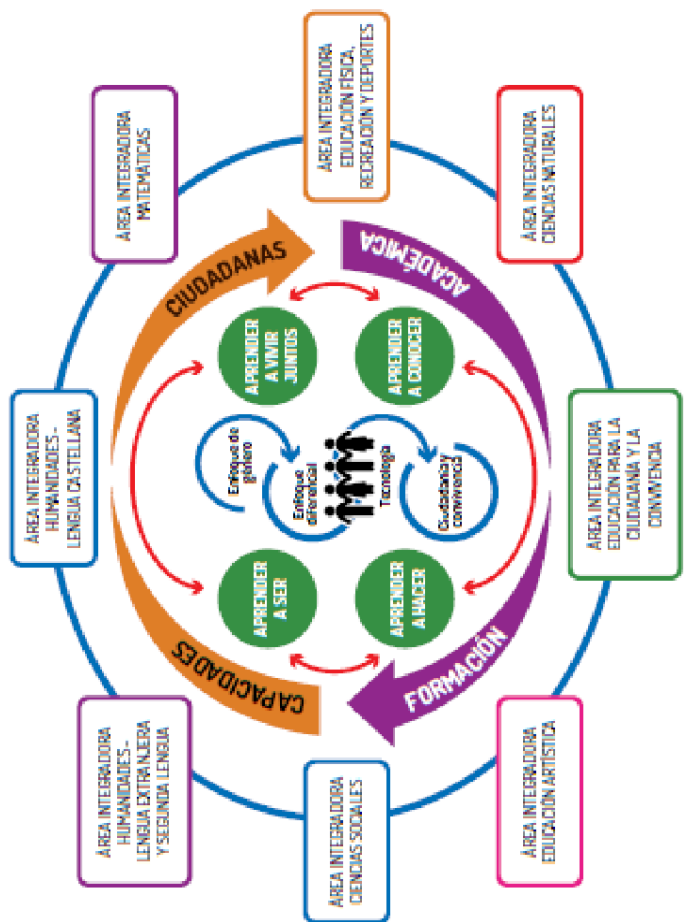 ÁREA INTEGRADORA
HUMANIDADES–
LENGUA EXTRANJERA
Y SEGUNDA LENGUA
ÁREA INTEGRADORA
HUMANIDADES–
LENGUA CASTELLANA
ÁREA INTEGRADORA
MATEMÁTICAS
CAPACIDADES
CIUDADANAS
APRENDER
A SER
Enfoque de
género
APRENDER
A VIVIR
JUNTOS
ÁREA INTEGRADORA
CIENCIAS SOCIALES
Enfoque
diferencial
ÁREA INTEGRADORA
EDUCACIÓN FÍSICA,
RECREACIÓN Y DEPORTES
Tecnología
APRENDER
A HACER
Ciudadanía y
convivencia
APRENDER
A CONOCER
FORMACIÓN
ACADÉMICA
ÁREA INTEGRADORA
EDUCACIÓN ARTÍSTICA
ÁREA INTEGRADORA
EDUCACIÓN PARA LA
CIUDADANÍA Y LA
CONVIVENCIA
ÁREA INTEGRADORA
CIENCIAS NATURALES